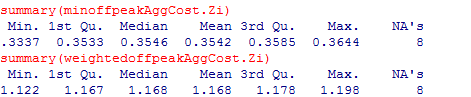 summary(minoffpeakAggCost.Zi)
Min. 1st Qu. Median Mean 3rd Qu. Max. NA's
.3337 0.3533 0.3546 0.3542 0.3585 0.3644 8
summary(weightedoffpeakAggCost.Zi)
Min. 1st Qu. Median Mean 3rd Qu. Max. NA's
1.122 1.167 1.168 1.168 1.178 1.198 8